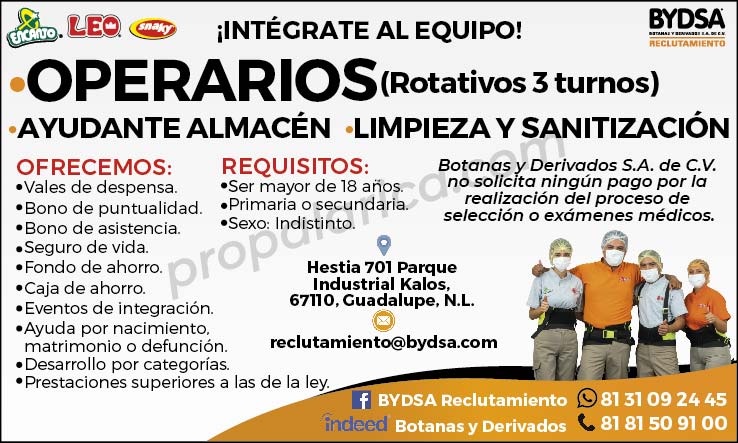 ENCANTO LEO snaky
¡INTÉGRATE AL EQUIPO!
BYDSA
BOTANAS Y DERIVADOS S.A. DE C.V.
RECLUTAMIENTO
•OPERARIOS (Rotativos 3 turnos)
•AYUDANTE ALMACÉN •LIMPIEZA Y SANITIZACIÓN
OFRECEMOS:
•Vales de despensa.
•Bono de puntualidad.
•Bono de asistencia.
•Seguro de vida.
•Fondo de ahorro.
•Caja de ahorro.
•Eventos de integración.
•Ayuda por nacimiento,
matrimonio o defunción.
•Desarrollo por categorías.
•Prestaciones superiores a las de la ley.
REQUISITOS:
•Ser mayor de 18 años.
•Primaria o secundaria.
•Sexo: Indistinto.
Hestia 701 Parque
Industrial Kalos,
67110, Guadalupe, N.L.
reclutamiento@bydsa.com
Botanas y Derivados S.A. de C.V.
no solicita ningún pago por la
realización del proceso de
selección o exámenes médicos.
BYDSA Reclutamiento 81 31 09 24 45
indeed Botanas y Derivados 81 81 50 91 00
propalarica.com